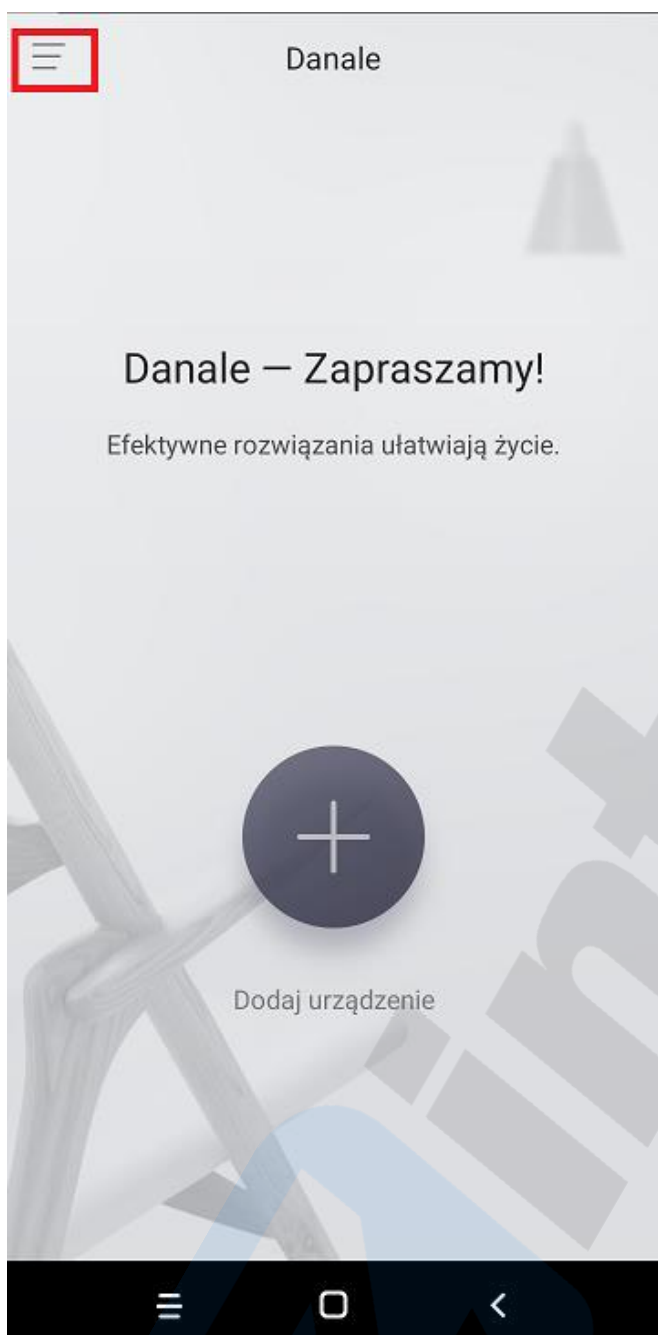 Danale
Danale — Zapraszamy!
Efektywne rozwiązania ułatwiają życie.
Dodaj urządzenie